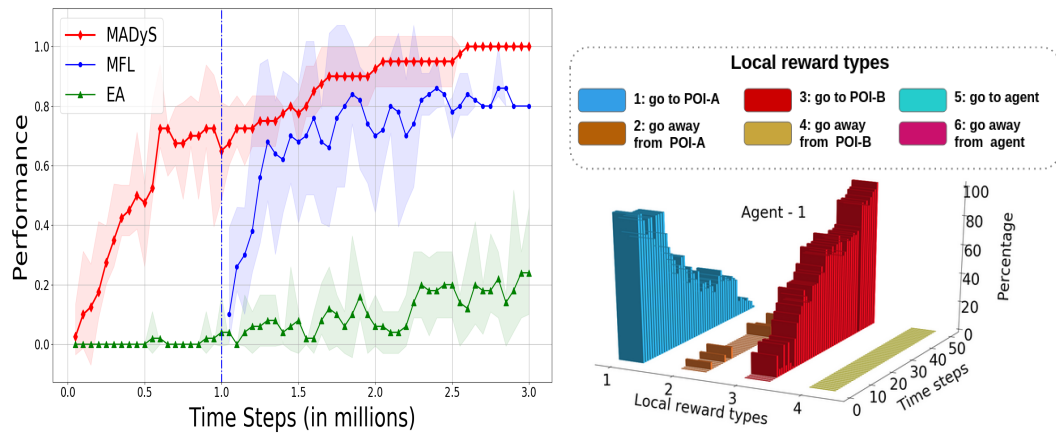 MADyS
MFL
EA
1.0
0.8
0.6
0.4
0.2
0.0
Performance
0.0
0.5
1.0
1.5
2.0
2.5
3.0
Time Steps (in millions)
Local reward types
1: go to POI-A
3: go to POI-B
5: go to agent
2: go away
from POI-A
4: go away
from POI-B
6: go away
from agent
Agent - 1
100
80
60
40
20
0
Percentage
1
2
3
4
Local reward types
0
10
20
30
40
50
Time steps